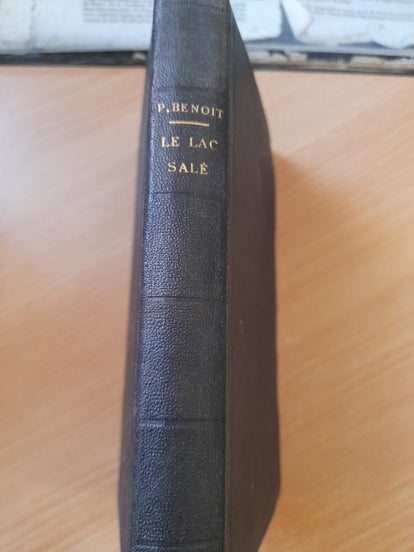 P. BENOIT
LE LAC
SALÉ